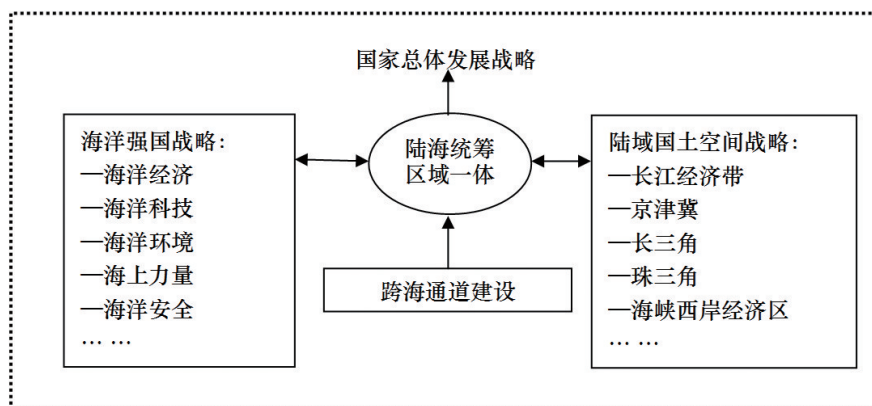 国家总体发展战略
海洋强国战略：
—海洋经济
—海洋科技
—海洋环境
—海上力量
—海洋安全
… …
陆海统筹
区域一体
跨海通道建设
陆域国土空间战略：
—长江经济带
—京津冀
—长三角
—珠三角
—海峡西岸经济区
… …